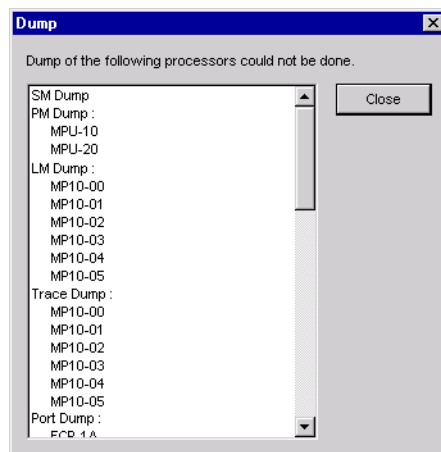 Dump
Dump of the following processors could not be done.
SM Dump
Close
PM Dump :
MPU-10
MPU-20
LM Dump :
MP10-00
MP10-01
MP10-02
MP10-03
MP10-04
MP10-05
Trace Dump :
MP10-00
MP10-01
MP10-02
MP10-03
MP10-04
MP10-05
Port Dump :